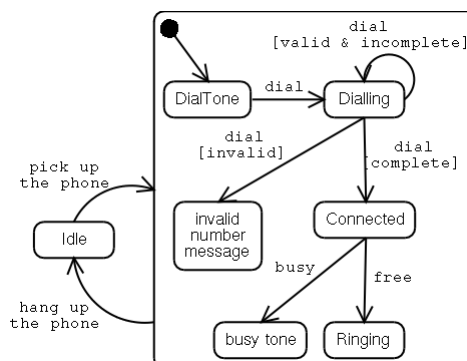 dial
[valid & incomplete]
DialTone
dial
Dialling
dial
[invalid]
dial
[complete]
pick up
the phone
invalid
number
message
Connected
Idle
busy
free
hang up
the phone
busy tone
Ringing